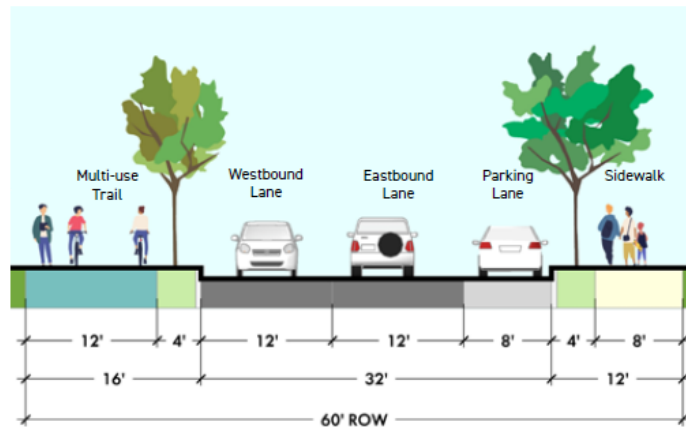 Multi-use
Trail
Westbound
Lane
Eastbound
Lane
Parking
Lane
Sidewalk
12' 4' 12' 12' 8' 4' 8'
16' 32' 12'
60' ROW